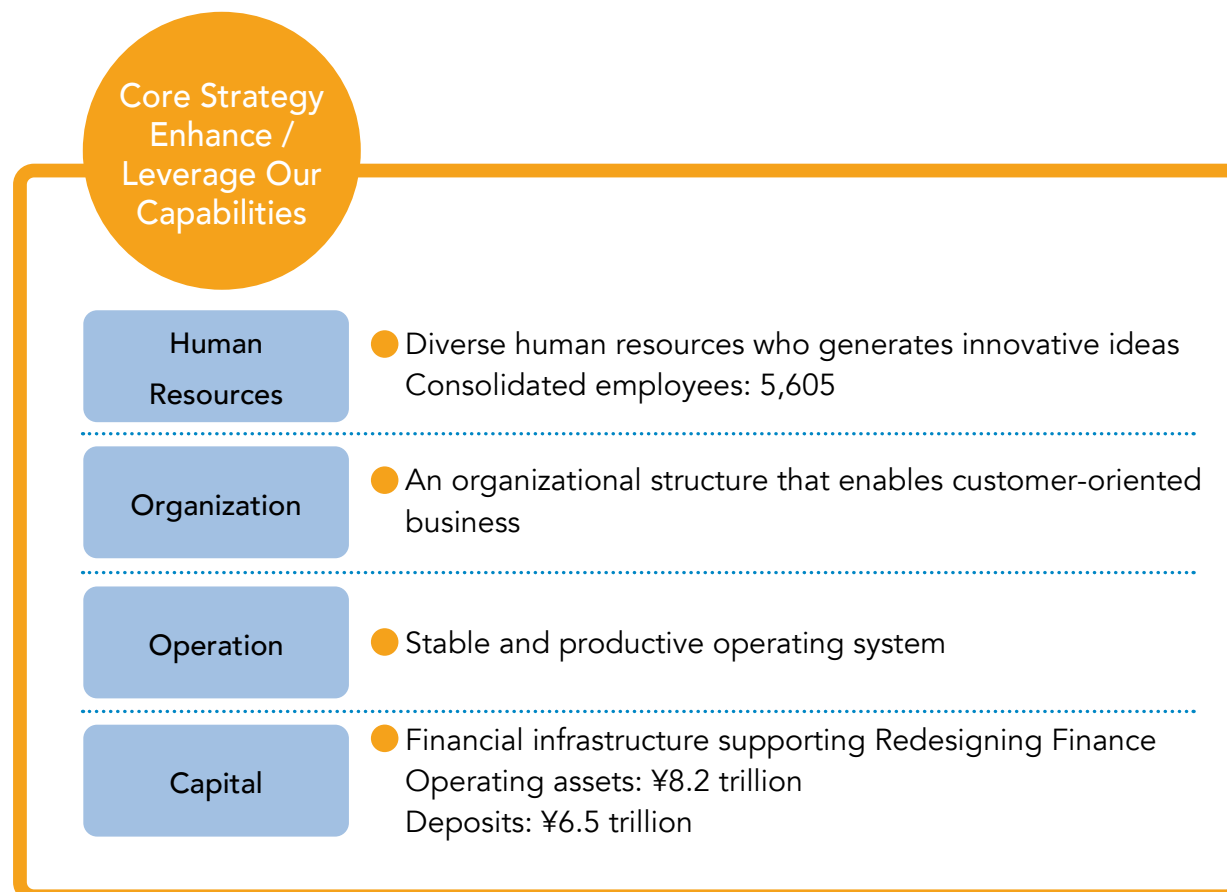 Core Strategy
Enhance /
Leverage Our
Capabilities
Human
Resources
Diverse human resources who generates innovative ideas
Consolidated employees: 5,605
Organization
An organizational structure that enables customer-oriented
business
Operation
Stable and productive operating system
Capital
Financial infrastructure supporting Redesigning Finance
Operating assets: ¥8.2 trillion
Deposits: ¥6.5 trillion